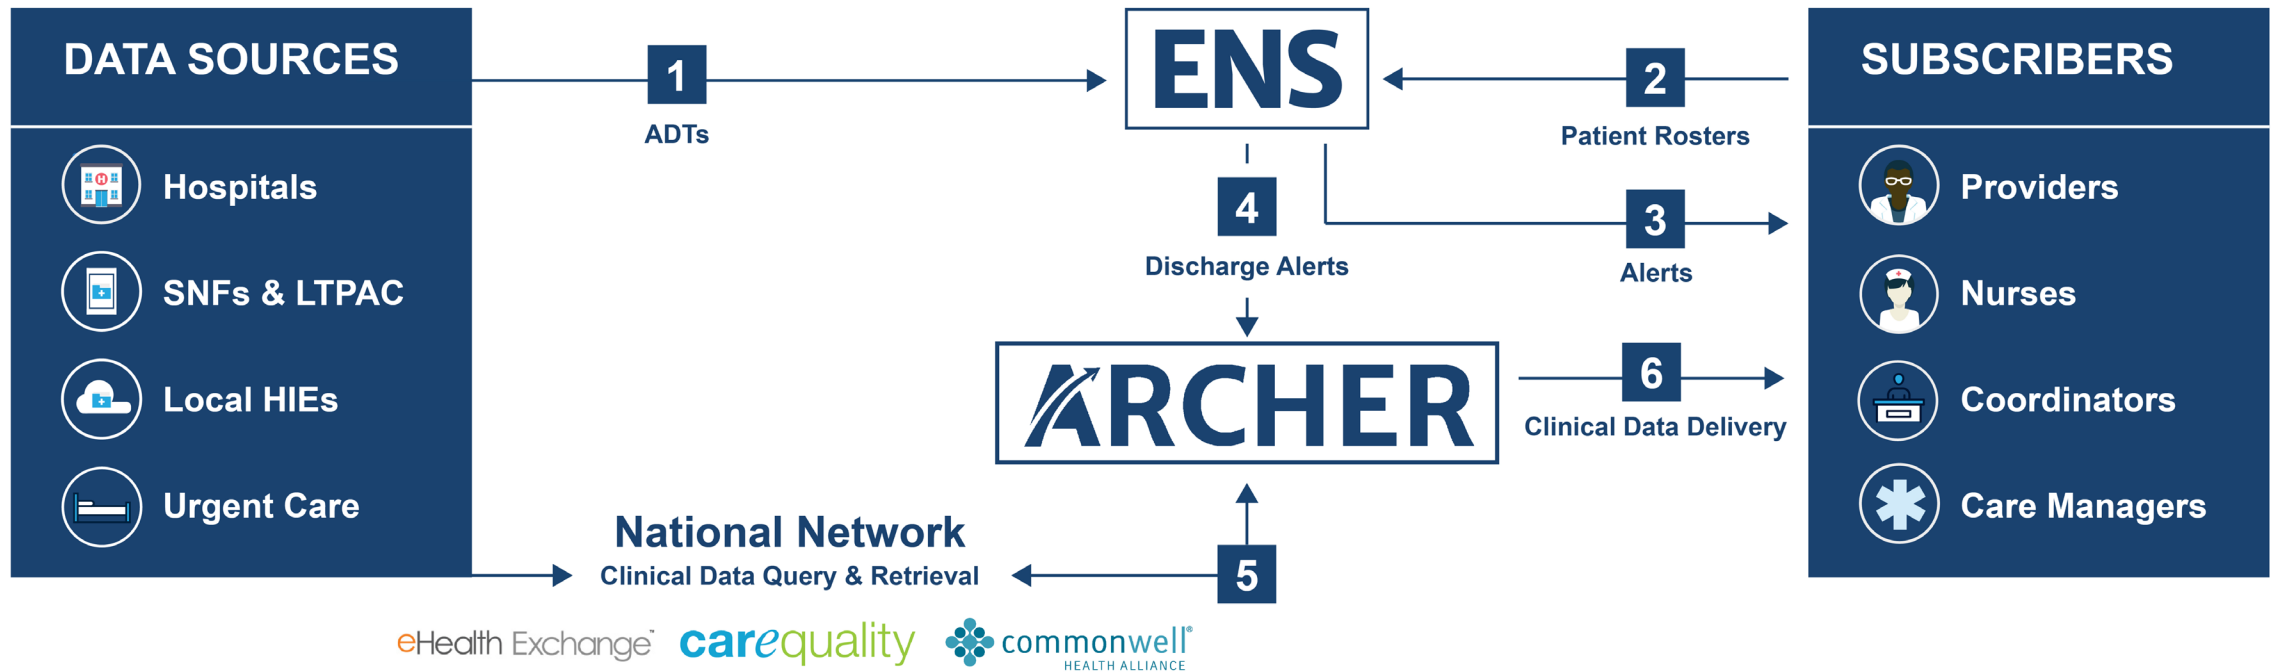 DATA SOURCES
Hospitals
SNFs & LTPAC
Local HIEs
Urgent Care
1
ADTs
ENS
2
Patient Rosters
3
Alerts
4
Discharge Alerts
ARCHER
5
National Network
Clinical Data Query & Retrieval
eHealth Exchange™
carequality
commonwell®
HEALTH ALLIANCE
6
Clinical Data Delivery
SUBSCRIBERS
Providers
Nurses
Coordinators
Care Managers